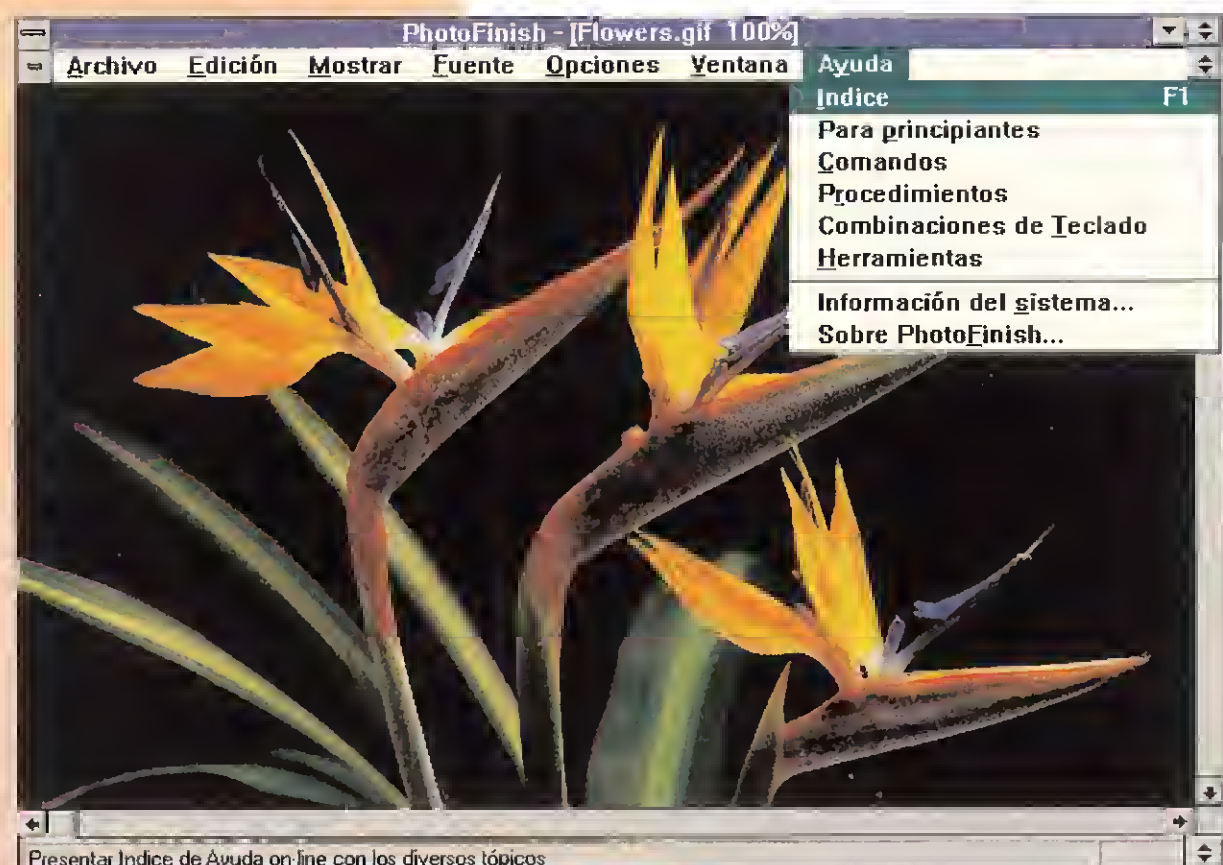 PhotoFinish - [Flowers.gif 100%]
Archivo Edición Mostrar Fuente Opciones Ventana Ayuda
Indice F1
Para principiantes
Comandos
Procedimientos
Combinaciones de Teclado
Herramientas
Información del sistema...
Sobre PhotoFinish...
Presentar Indice de Ayuda on-line con los diversos tópicos